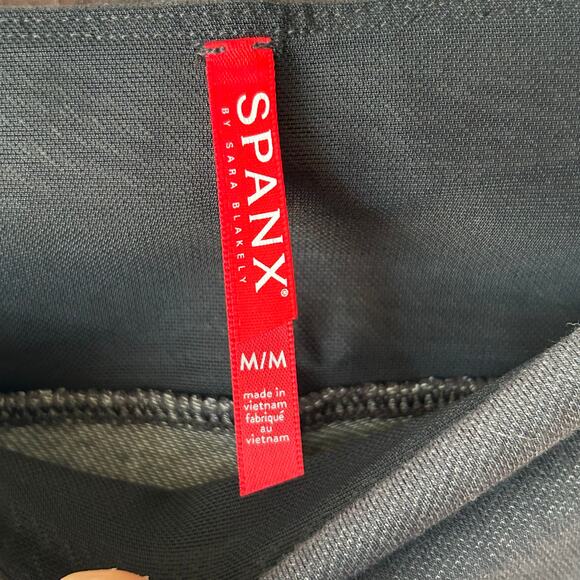 SPANX®
BY SARA BLAKELY
M/M
made in
vietnam
fabriqué
au
vietnam